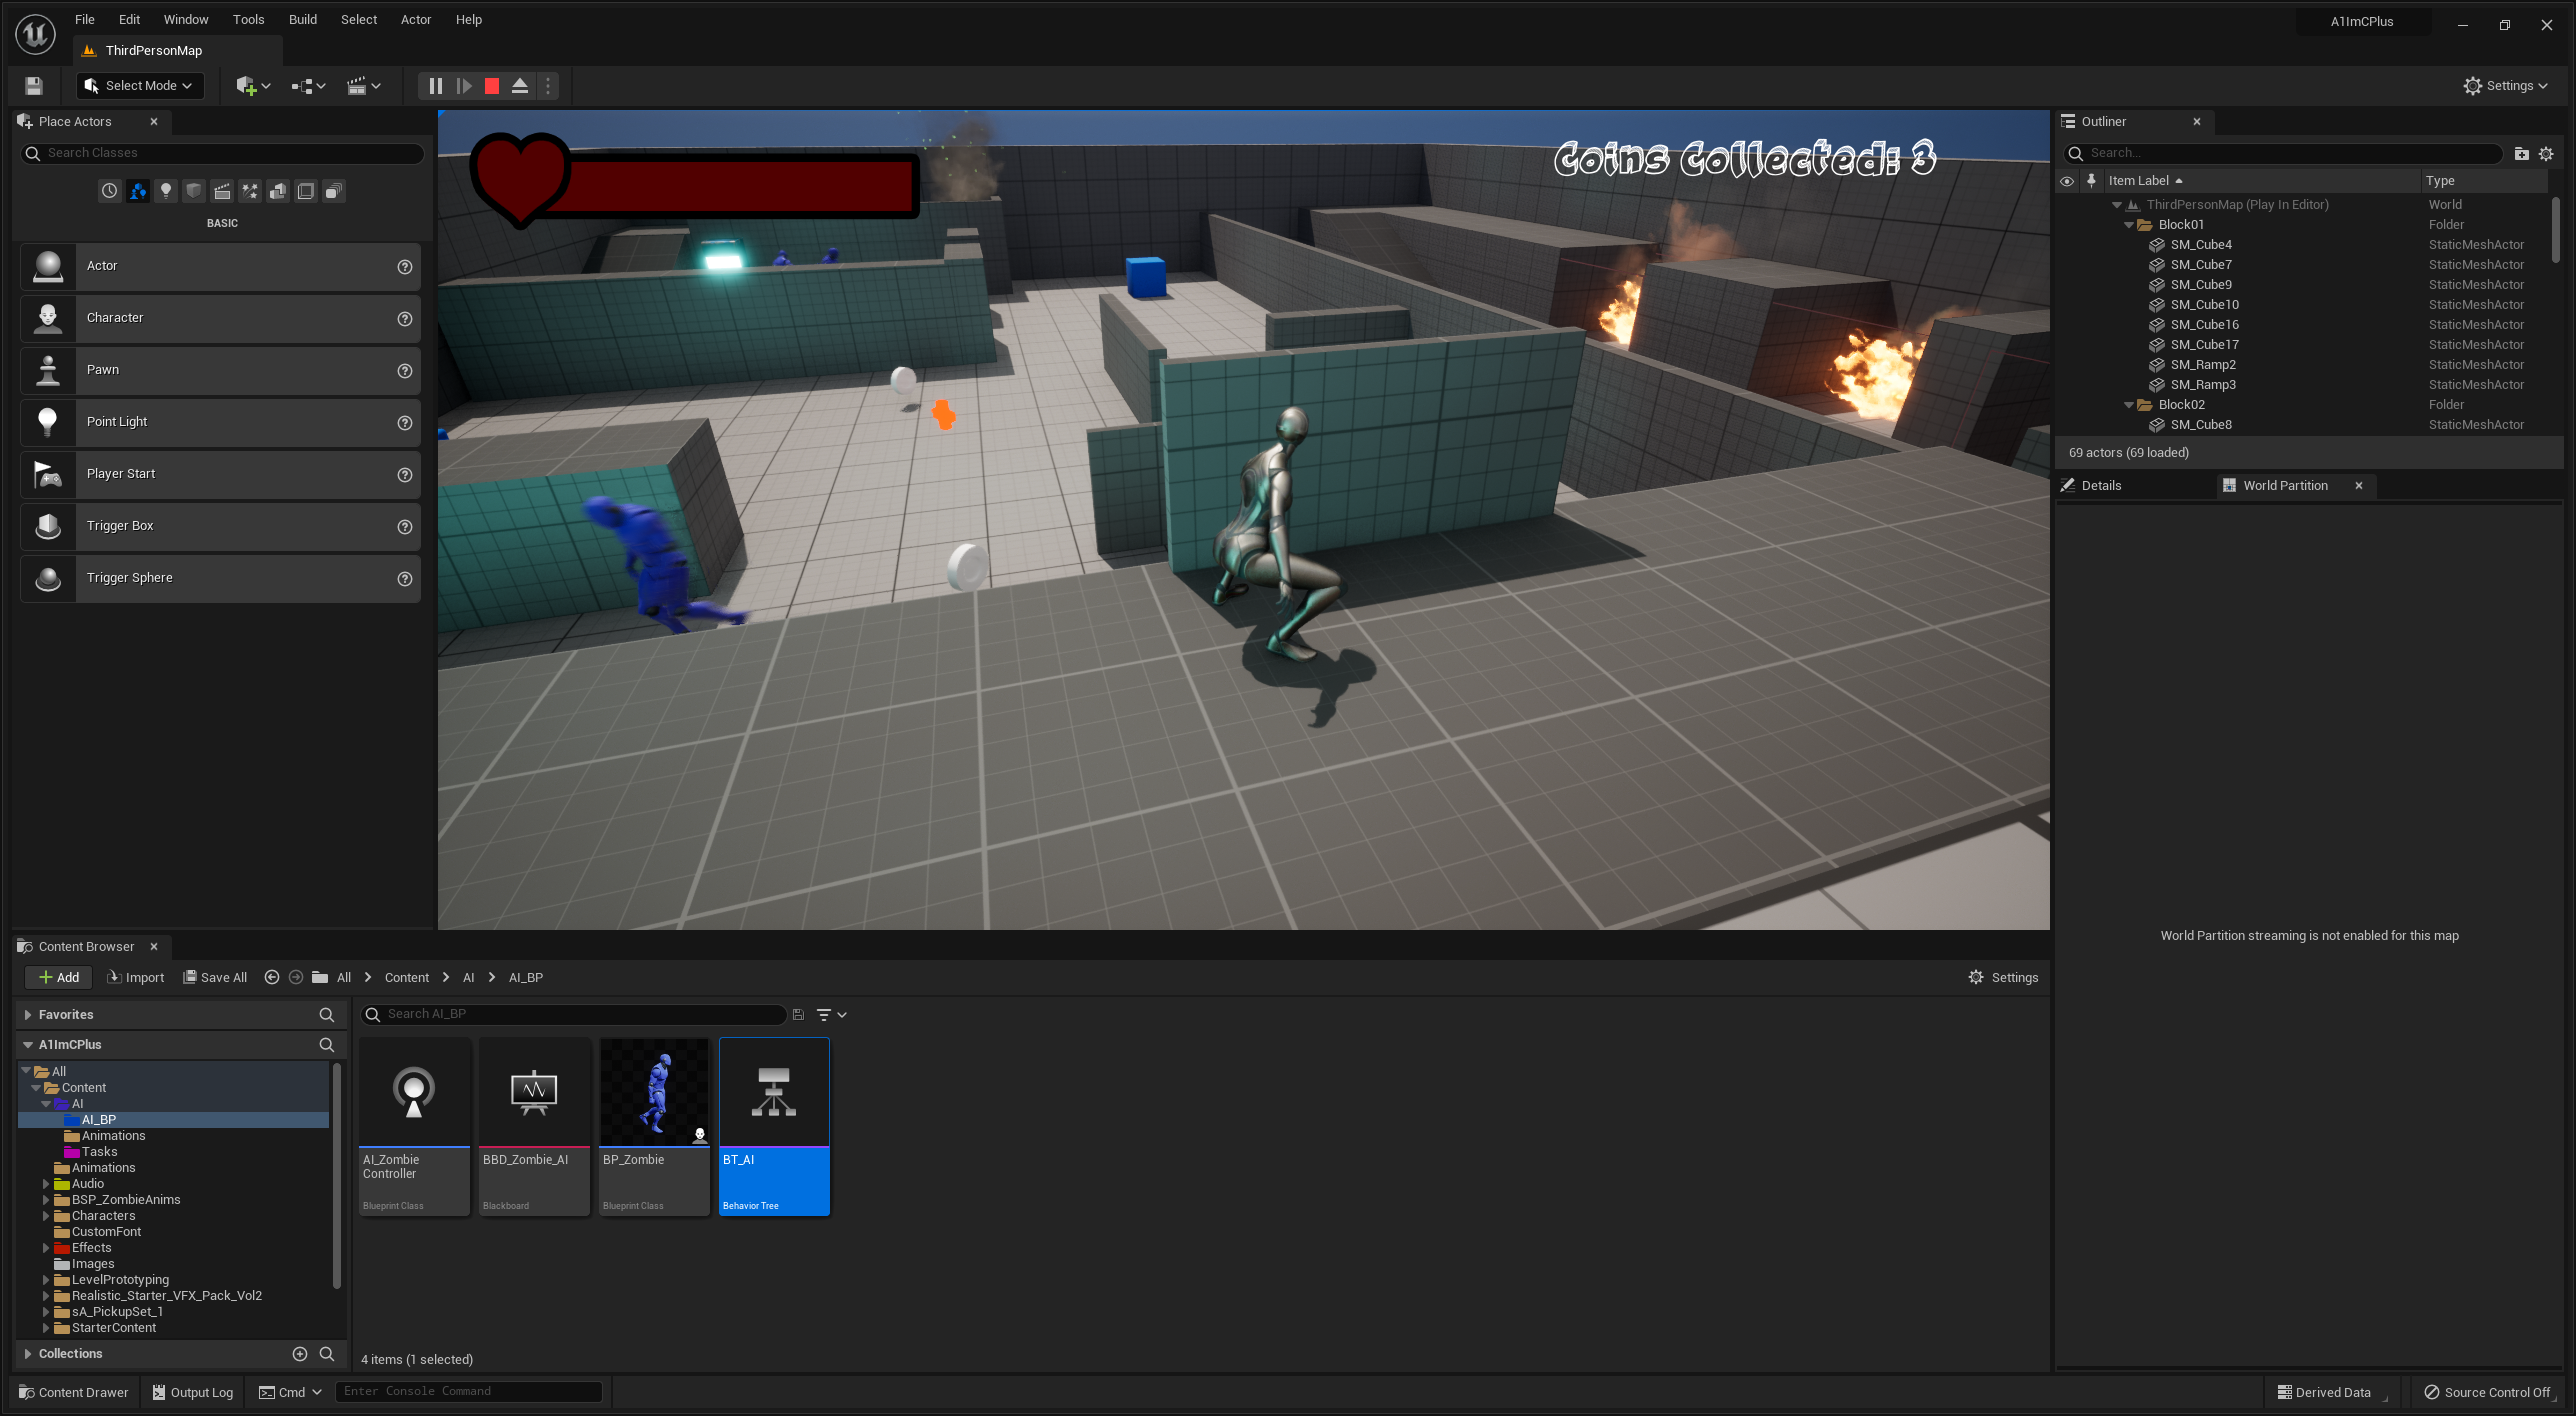 File Edit Window Tools Build Select Actor Help
A1ImCPlus
ThirdPersonMap
Select Mode
Settings
Place Actors
Search Classes
BASIC
Actor
Character
Pawn
Point Light
Player Start
Trigger Box
Trigger Sphere
Coins Collected: 3
Outliner
Search...
Item Label Type
ThirdPersonMap (Play In Editor) World
Block01 Folder
SM_Cube4 StaticMeshActor
SM_Cube7 StaticMeshActor
SM_Cube9 StaticMeshActor
SM_Cube10 StaticMeshActor
SM_Cube16 StaticMeshActor
SM_Cube17 StaticMeshActor
SM_Ramp2 StaticMeshActor
SM_Ramp3 StaticMeshActor
Block02 Folder
SM_Cube8 StaticMeshActor
69 actors (69 loaded)
Details World Partition
World Partition streaming is not enabled for this map
Content Browser
Add Import Save All All Content AI AI_BP
Settings
Favorites
A1ImCPlus
All
Content
AI
AI_BP
Animations
Tasks
Animations
Audio
BSP_ZombieAnims
Characters
CustomFont
Effects
Images
LevelPrototyping
Realistic_Starter_VFX_Pack_Vol2
sA_PickupSet_1
StarterContent
Collections
Search AI_BP
AI_Zombie
Controller
Blueprint Class
BBD_Zombie_AI
Blackboard
BP_Zombie
Blueprint Class
BT_AI
Behavior Tree
4 items (1 selected)
Content Drawer Output Log Cmd Enter Console Command
Derived Data Source Control Off